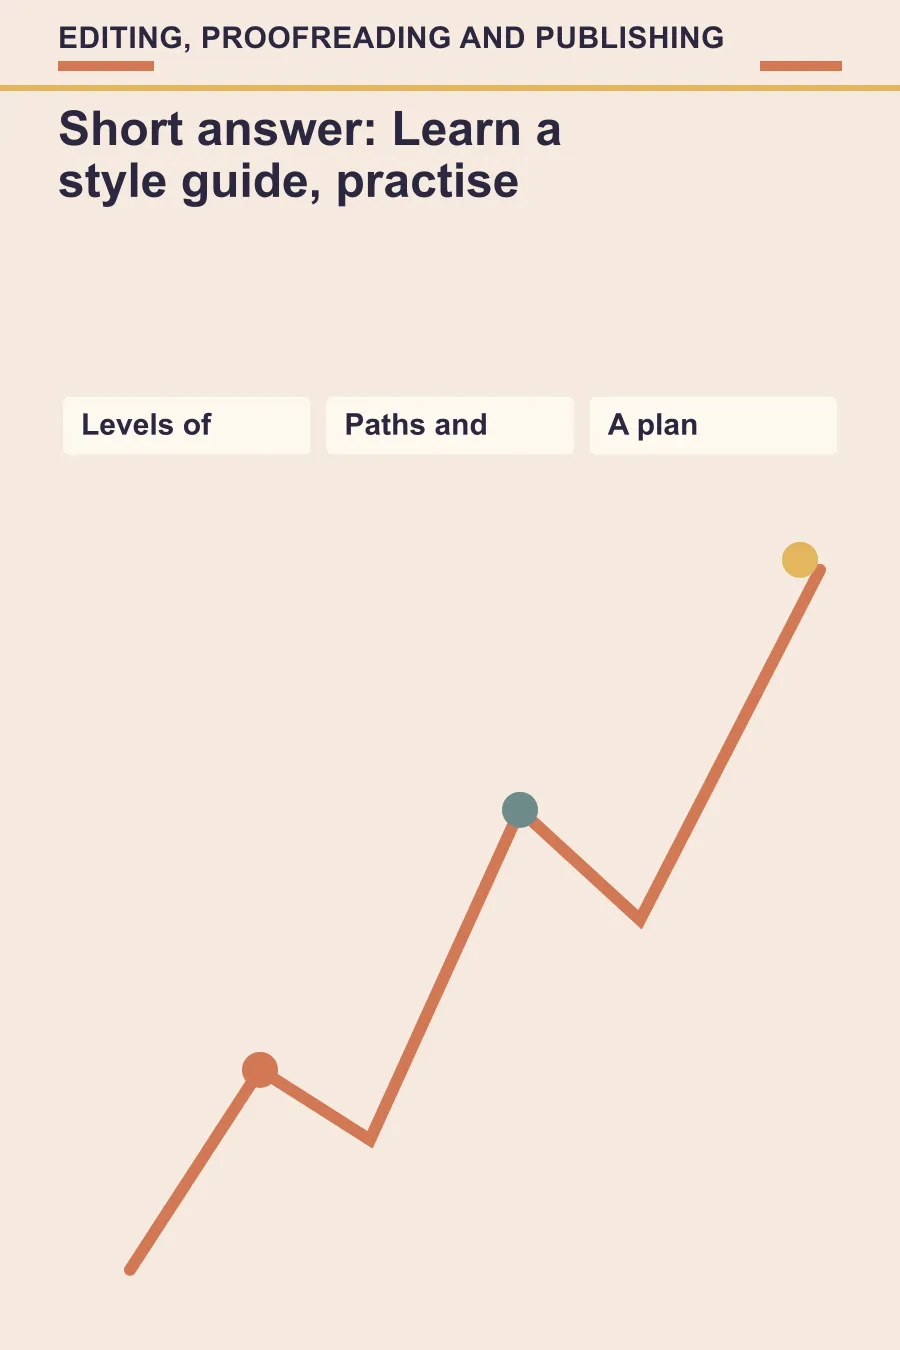 EDITING, PROOFREADING AND PUBLISHING
Short answer: Learn a
style guide, practise
Levels of
Paths and
A plan